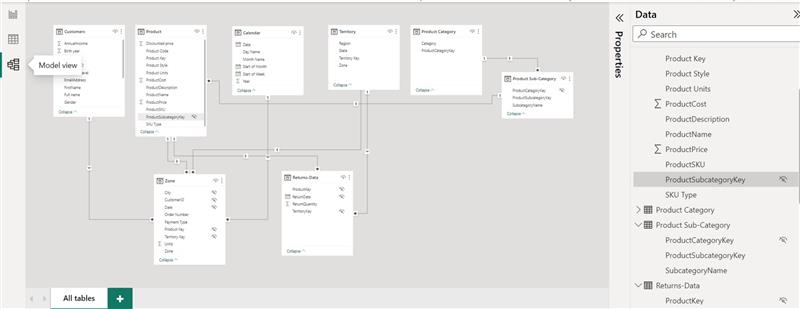 Customers
AnnualIncome
Birth year
EmailAddress
FirstName
Full name
Gender
Collapse
Model view
Product
Discounted price
Product Code
Product Key
Product Style
Product Units
ProductCost
ProductDescription
ProductName
ProductPrice
ProductSKU
ProductSubcategoryKey
SKU Type
Collapse
Calendar
Date
Day Name
Month Name
Start of Month
Start of Week
Year
Collapse
Territory
Region
State
Territory Key
Zone
Collapse
Product Category
Category
ProductCategoryKey
Collapse
Product Sub-Category
ProductCategoryKey
ProductSubcategoryKey
SubcategoryName
Collapse
Zone
City
CustomerID
Date
Order Number
Payment Type
Product Key
Territory Key
Units
Zone
Collapse
Returns-Data
ProductKey
ReturnDate
ReturnQuantity
TerritoryKey
Collapse
All tables
Properties
Data
Search
Product Key
Product Style
Product Units
ProductCost
ProductDescription
ProductName
ProductPrice
ProductSKU
ProductSubcategoryKey
SKU Type
Product Category
Product Sub-Category
ProductCategoryKey
ProductSubcategoryKey
SubcategoryName
Returns-Data
ProductKey